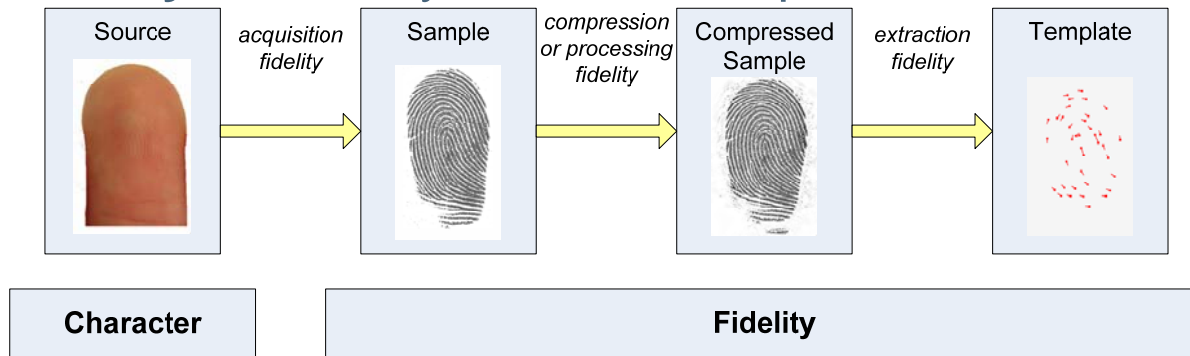 Source
acquisition
fidelity
Sample
compression
or processing
fidelity
Compressed
Sample
extraction
fidelity
Template
Character
Fidelity